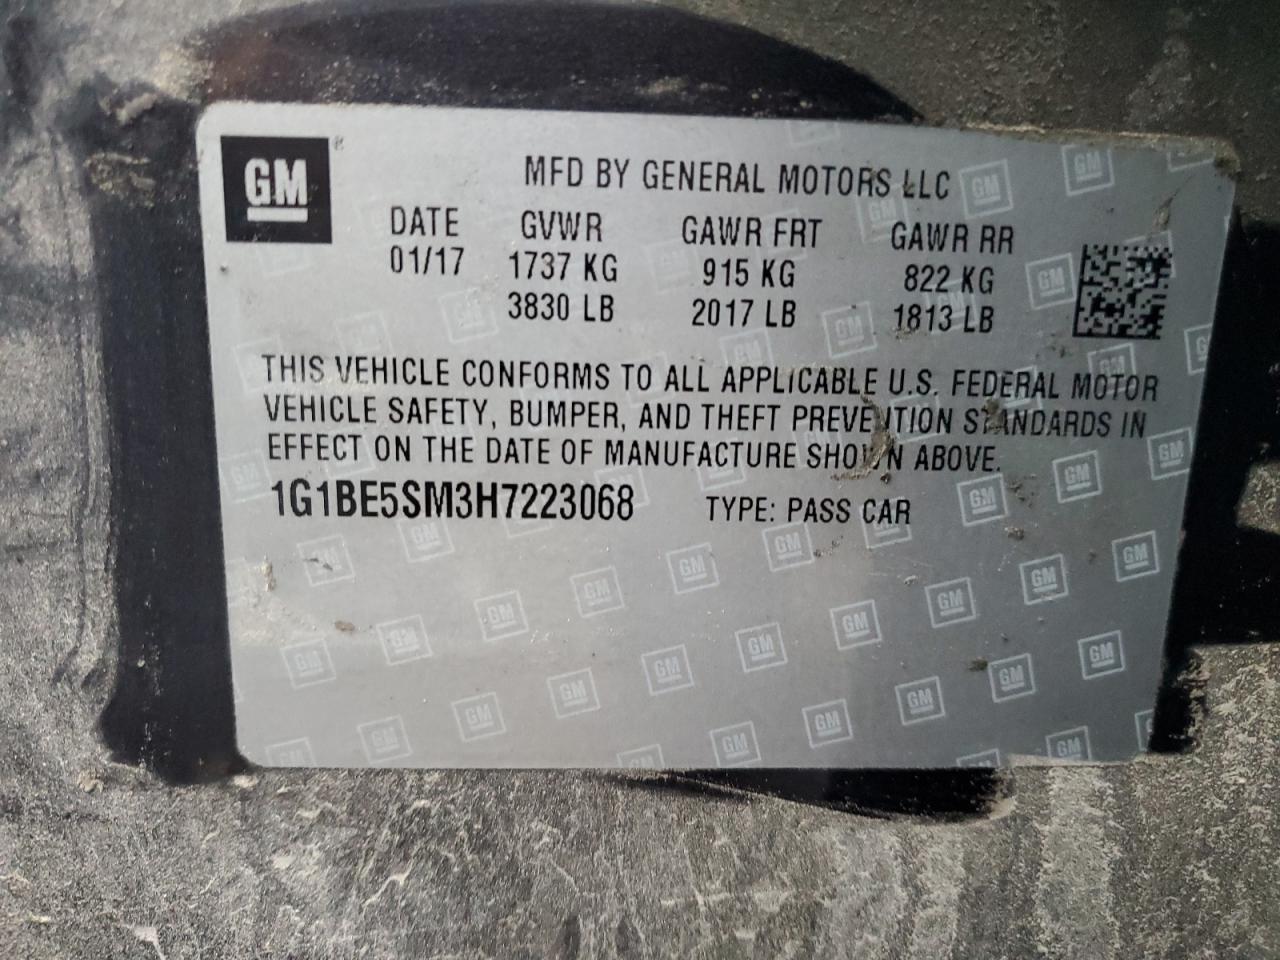 GM
MFD BY GENERAL MOTORS LLC
DATE GVWR GAWR FRT GAWR RR
01/17 1737 KG 915 KG 822 KG
3830 LB 2017 LB 1813 LB
THIS VEHICLE CONFORMS TO ALL APPLICABLE U.S. FEDERAL MOTOR
VEHICLE SAFETY, BUMPER, AND THEFT PREVENTION STANDARDS IN
EFFECT ON THE DATE OF MANUFACTURE SHOWN ABOVE.
1G1BE5SM3H7223068 TYPE: PASS CAR